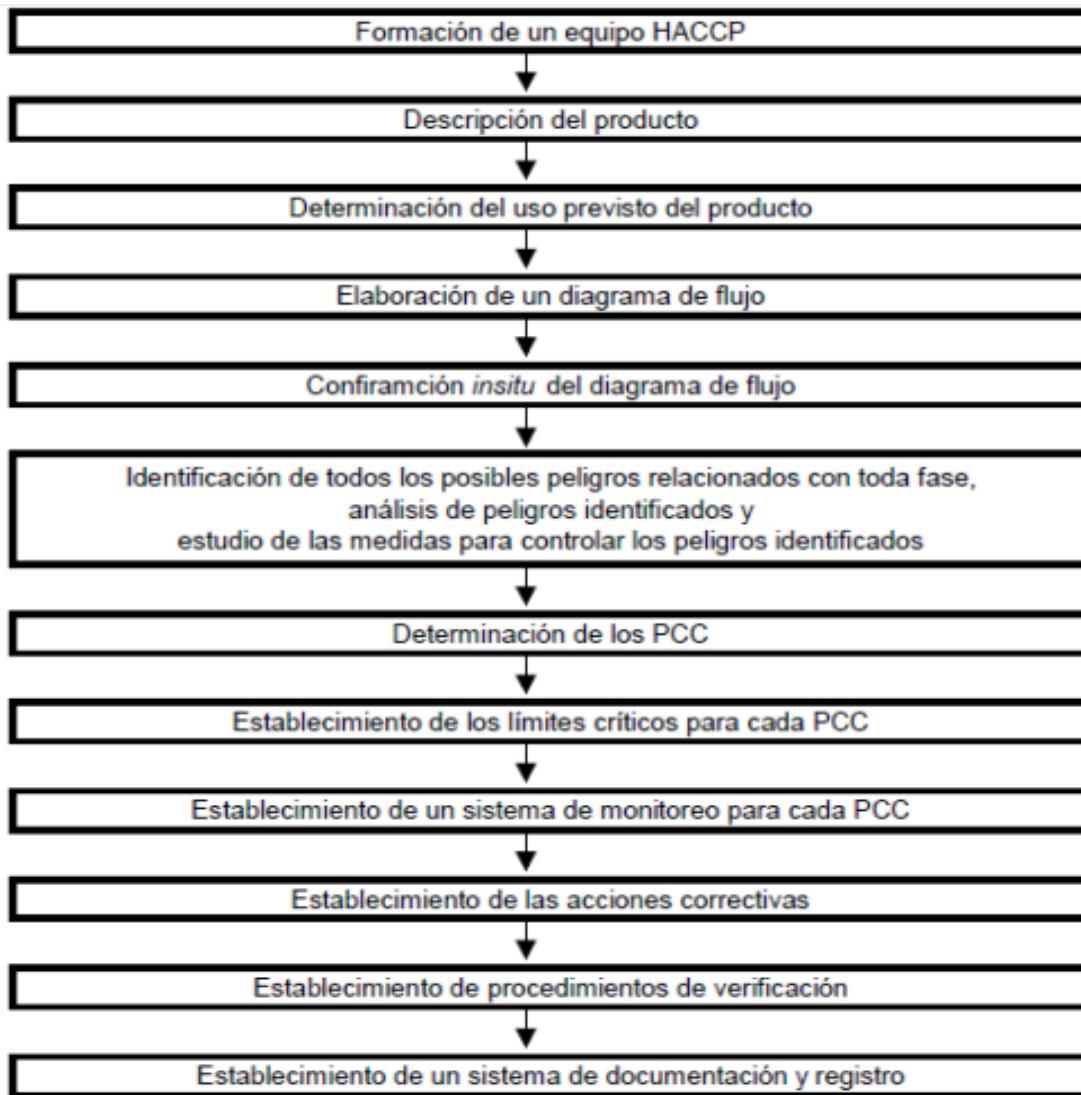 Formación de un equipo HACCP
Descripción del producto
Determinación del uso previsto del producto
Elaboración de un diagrama de flujo
Confiramción insitu del diagrama de flujo
Identificación de todos los posibles peligros relacionados con toda fase,
análisis de peligros identificados y
estudio de las medidas para controlar los peligros identificados
Determinación de los PCC
Establecimiento de los límites críticos para cada PCC
Establecimiento de un sistema de monitoreo para cada PCC
Establecimiento de las acciones correctivas
Establecimiento de procedimientos de verificación
Establecimiento de un sistema de documentación y registro